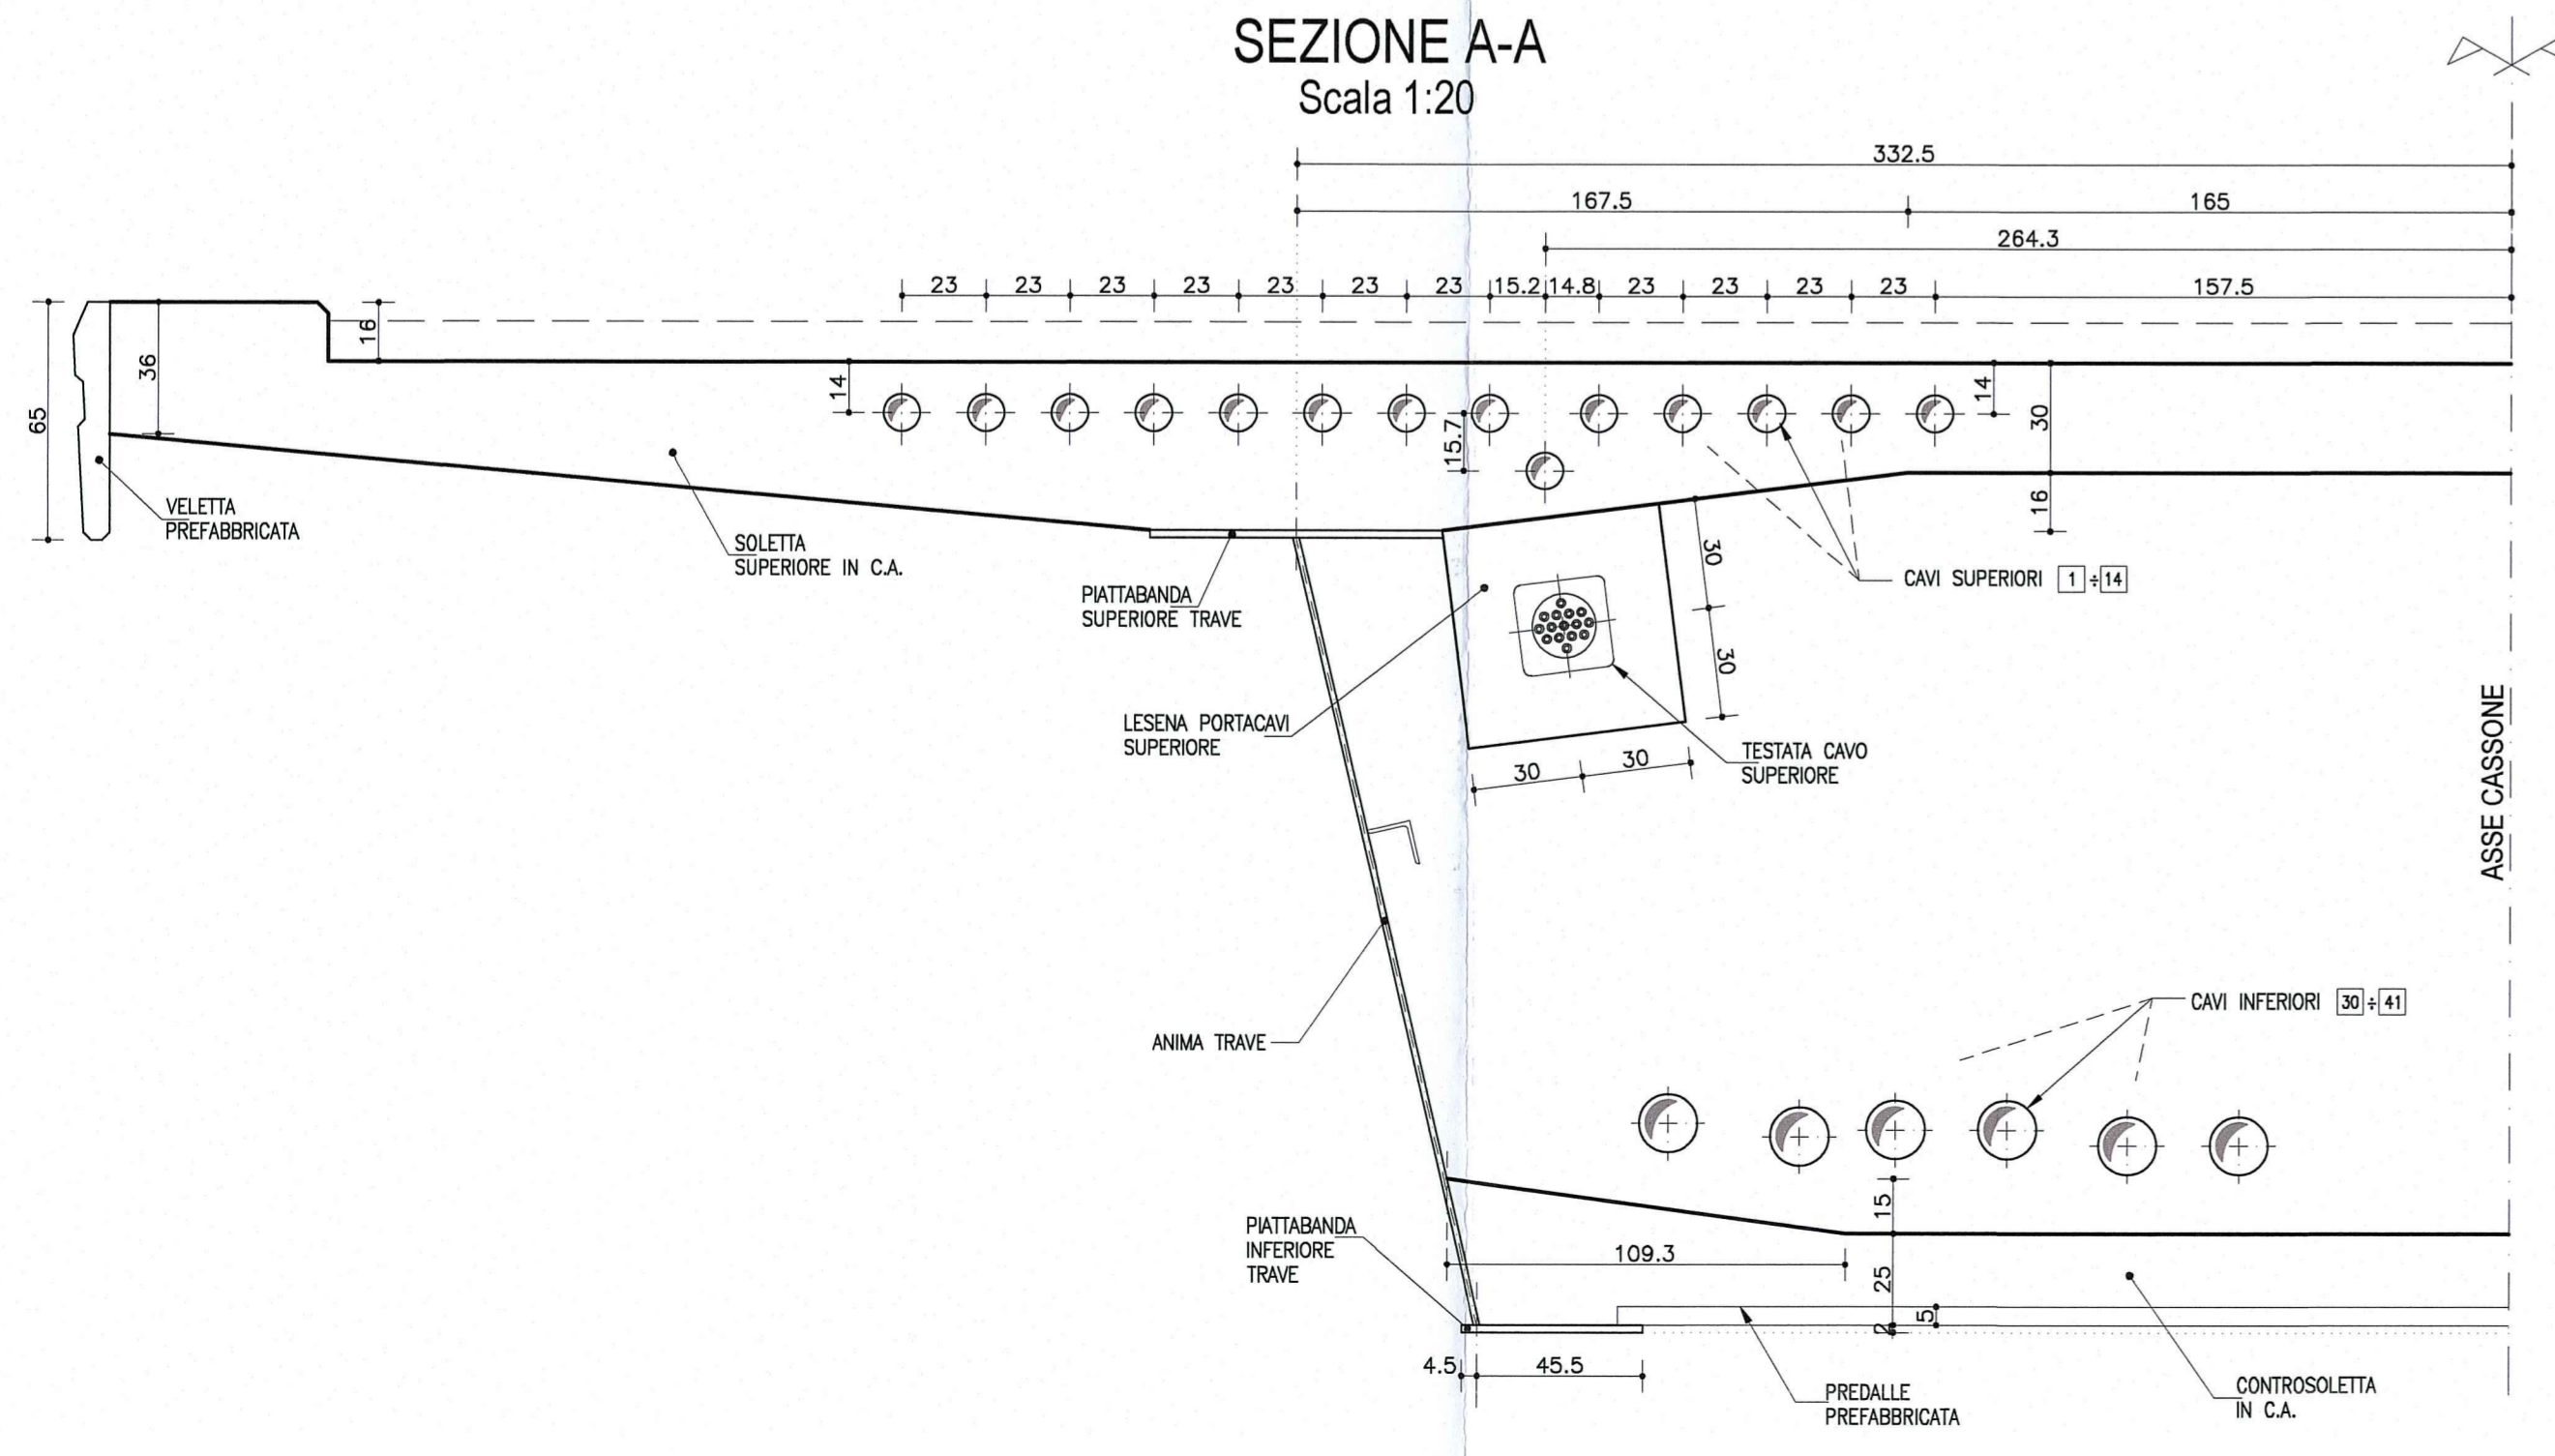 SEZIONE A-A
Scala 1:20
332.5
167.5
165
264.3
23
23
23
23
23
23
23
15.2
14.8
23
23
23
23
157.5
65
36
16
14
15.7
14
30
16
VELETTA
PREFABBRICATA
SOLETTA
SUPERIORE IN C.A.
PIATTABANDA
SUPERIORE TRAVE
CAVI SUPERIORI 1÷14
30
30
LESENA PORTACAVI
SUPERIORE
30
30
TESTATA CAVO
SUPERIORE
ASSE CASSONE
ANIMA TRAVE
CAVI INFERIORI 30÷41
PIATTABANDA
INFERIORE
TRAVE
15
109.3
25
5
2
4.5
45.5
PREDALLE
PREFABBRICATA
CONTROSOLETTA
IN C.A.